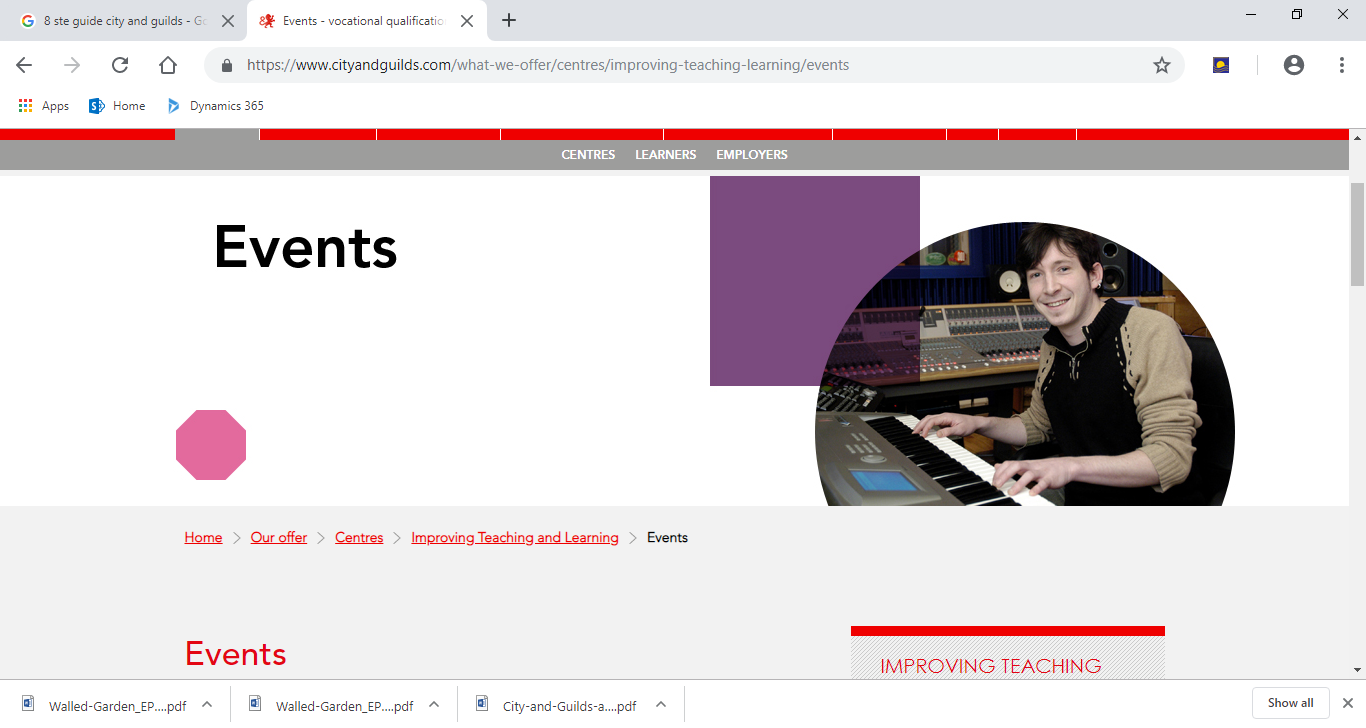 8 ste guide city and guilds - Go
Events - vocational qualificatio
https://www.cityandguilds.com/what-we-offer/centres/improving-teaching-learning/events
Apps Home Dynamics 365
CENTRES LEARNERS EMPLOYERS
Events
Home > Our offer > Centres > Improving Teaching and Learning > Events
Events
IMPROVING TEACHING
Walled-Garden_EP....pdf Walled-Garden_EP....pdf City-and-Guilds-a....pdf Show all